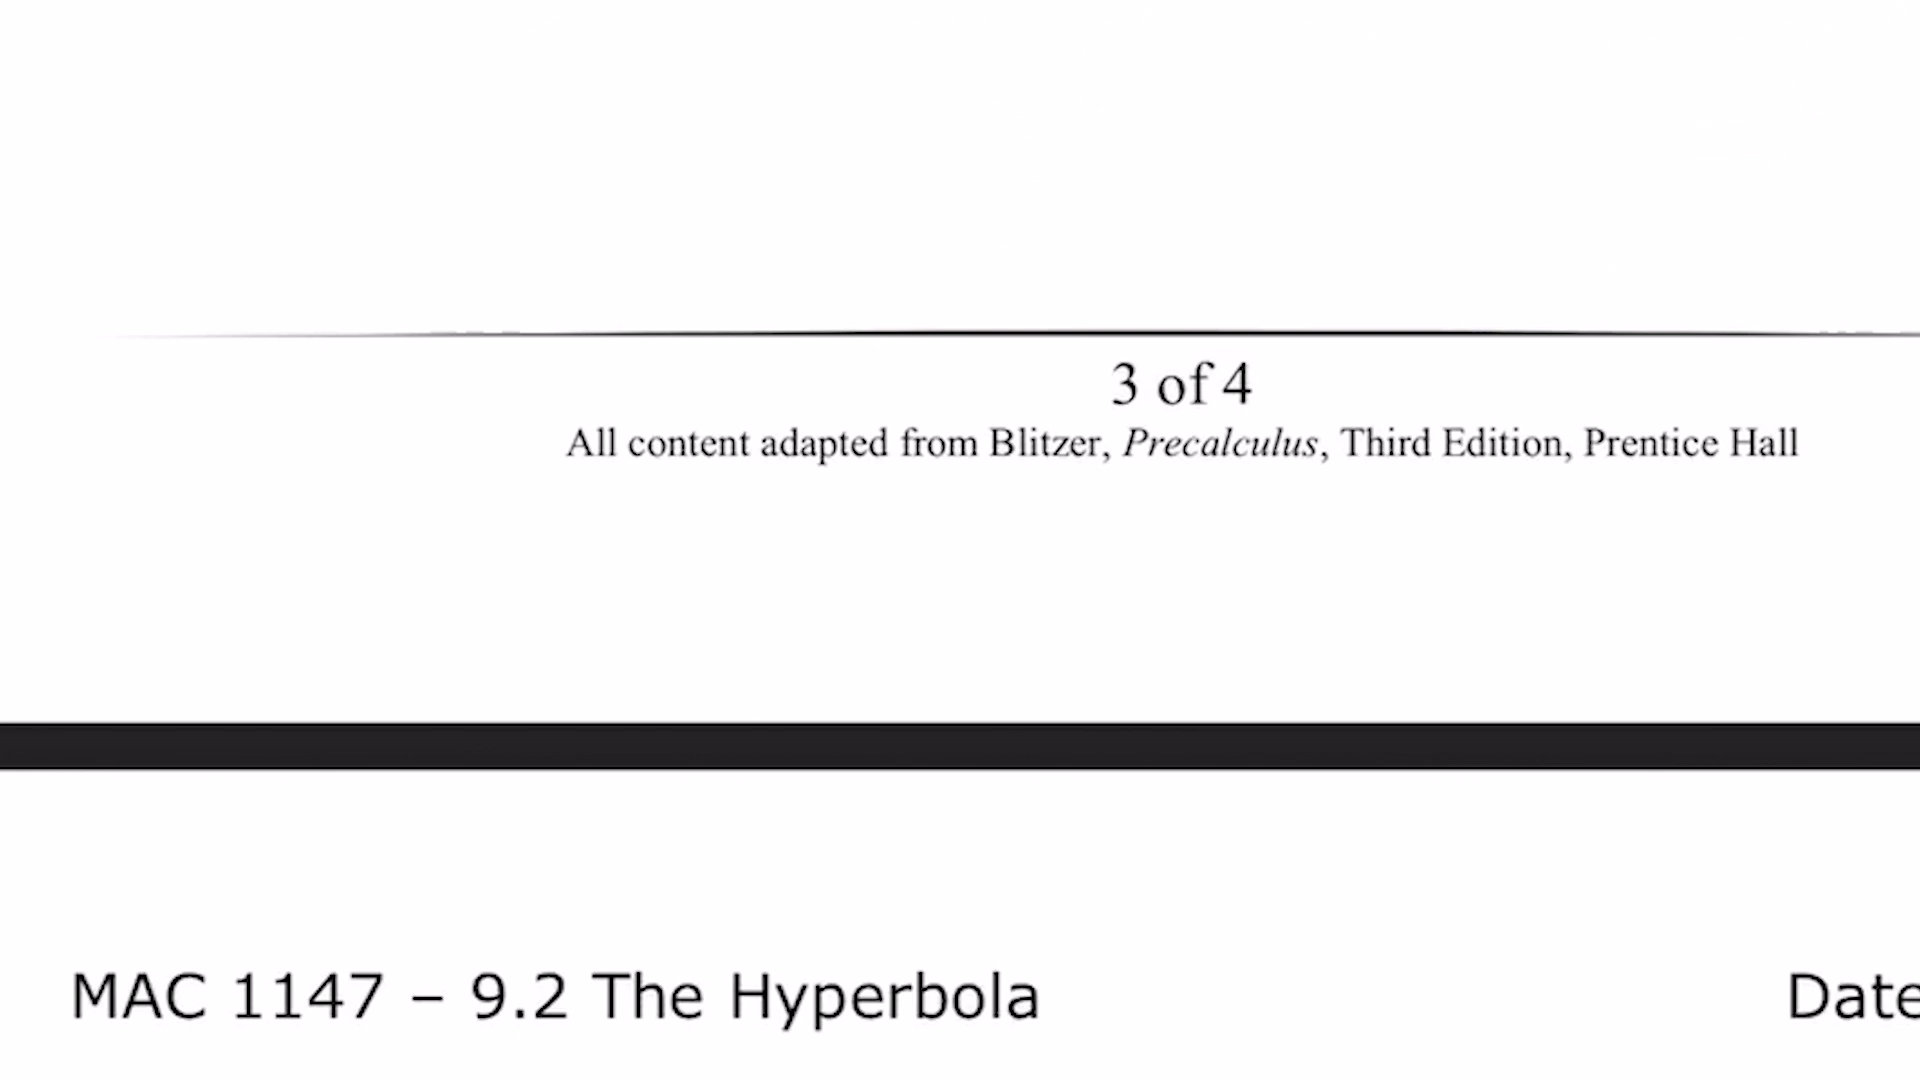 3 of 4
All content adapted from Blitzer, Precalculus, Third Edition, Prentice Hall
MAC 1147 – 9.2 The Hyperbola Date